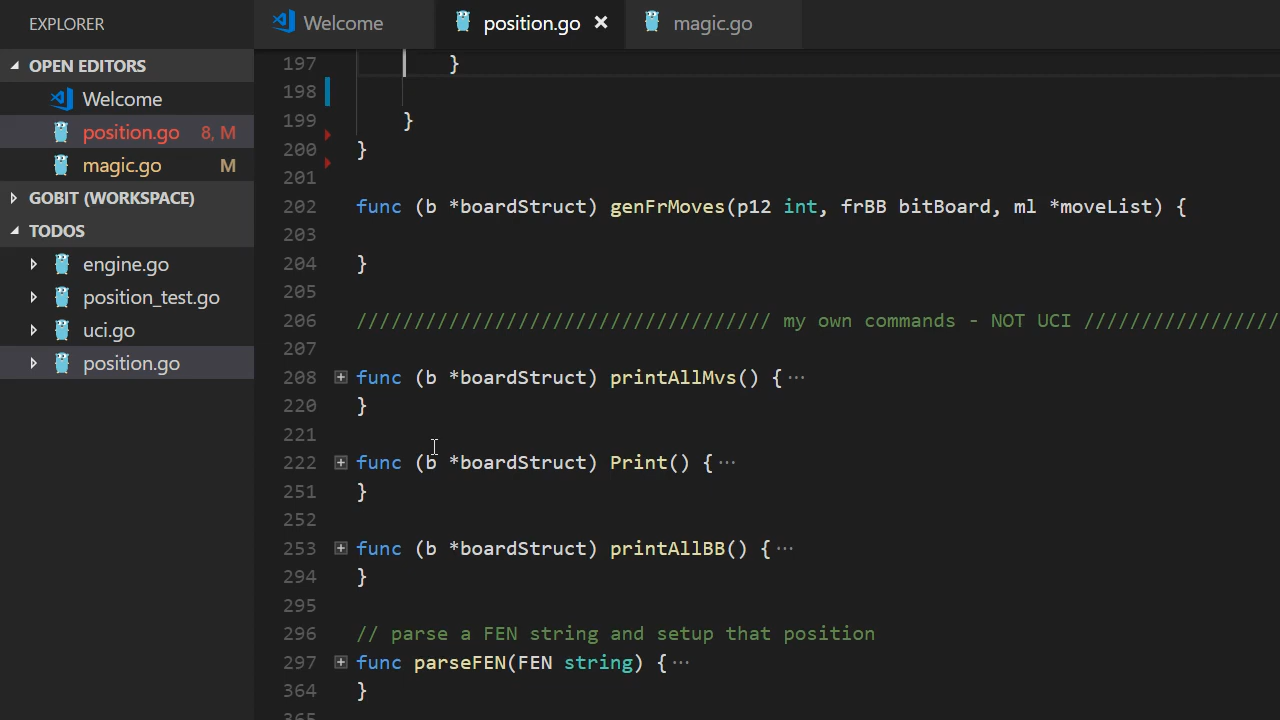 EXPLORER
OPEN EDITORS
Welcome
position.go 8, M
magic.go M
GOBIT (WORKSPACE)
TODOS
engine.go
position_test.go
uci.go
position.go
Welcome position.go × magic.go
197 }
198
199 }
200 }
201
202 func (b *boardStruct) genFrMoves(p12 int, frBB bitBoard, ml *moveList) {
203
204 }
205
206 //////////////////////////////////// my own commands - NOT UCI /////////////////
207
208 func (b *boardStruct) printAllMvs() {···
220 }
221
222 func (b *boardStruct) Print() {···
251 }
252
253 func (b *boardStruct) printAllBB() {···
294 }
295
296 // parse a FEN string and setup that position
297 func parseFEN(FEN string) {···
364 }
365